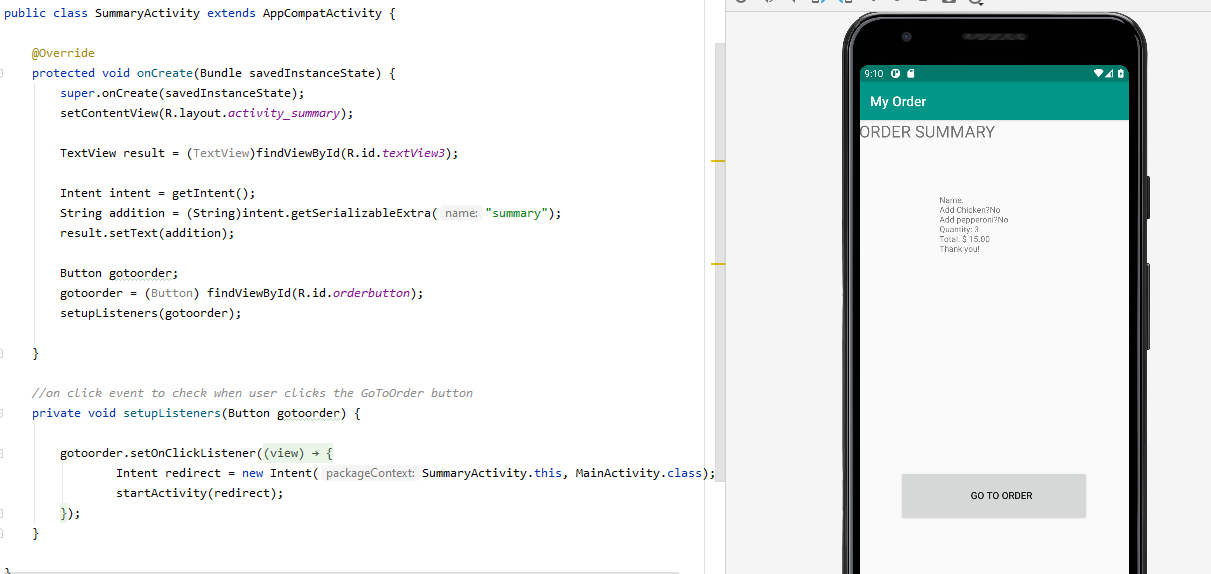 public class SummaryActivity extends AppCompatActivity {
@Override
protected void onCreate(Bundle savedInstanceState) {
super.onCreate(savedInstanceState);
setContentView(R.layout.activity_summary);
TextView result = (TextView)findViewById(R.id.textView3);
Intent intent = getIntent();
String addition = (String)intent.getSerializableExtra( name: "summary");
result.setText(addition);
Button gotoorder;
gotoorder = (Button) findViewById(R.id.orderbutton);
setupListeners(gotoorder);
}
//on click event to check when user clicks the GoToOrder button
private void setupListeners(Button gotoorder) {
gotoorder.setOnClickListener((view) → {
Intent redirect = new Intent( packageContext: SummaryActivity.this, MainActivity.class);
startActivity(redirect);
});
}
}
9:10
My Order
ORDER SUMMARY
Name:
Add Chicken?No
Add pepperoni?No
Quantity: 3
Total: $ 15.00
Thank you!
GO TO ORDER